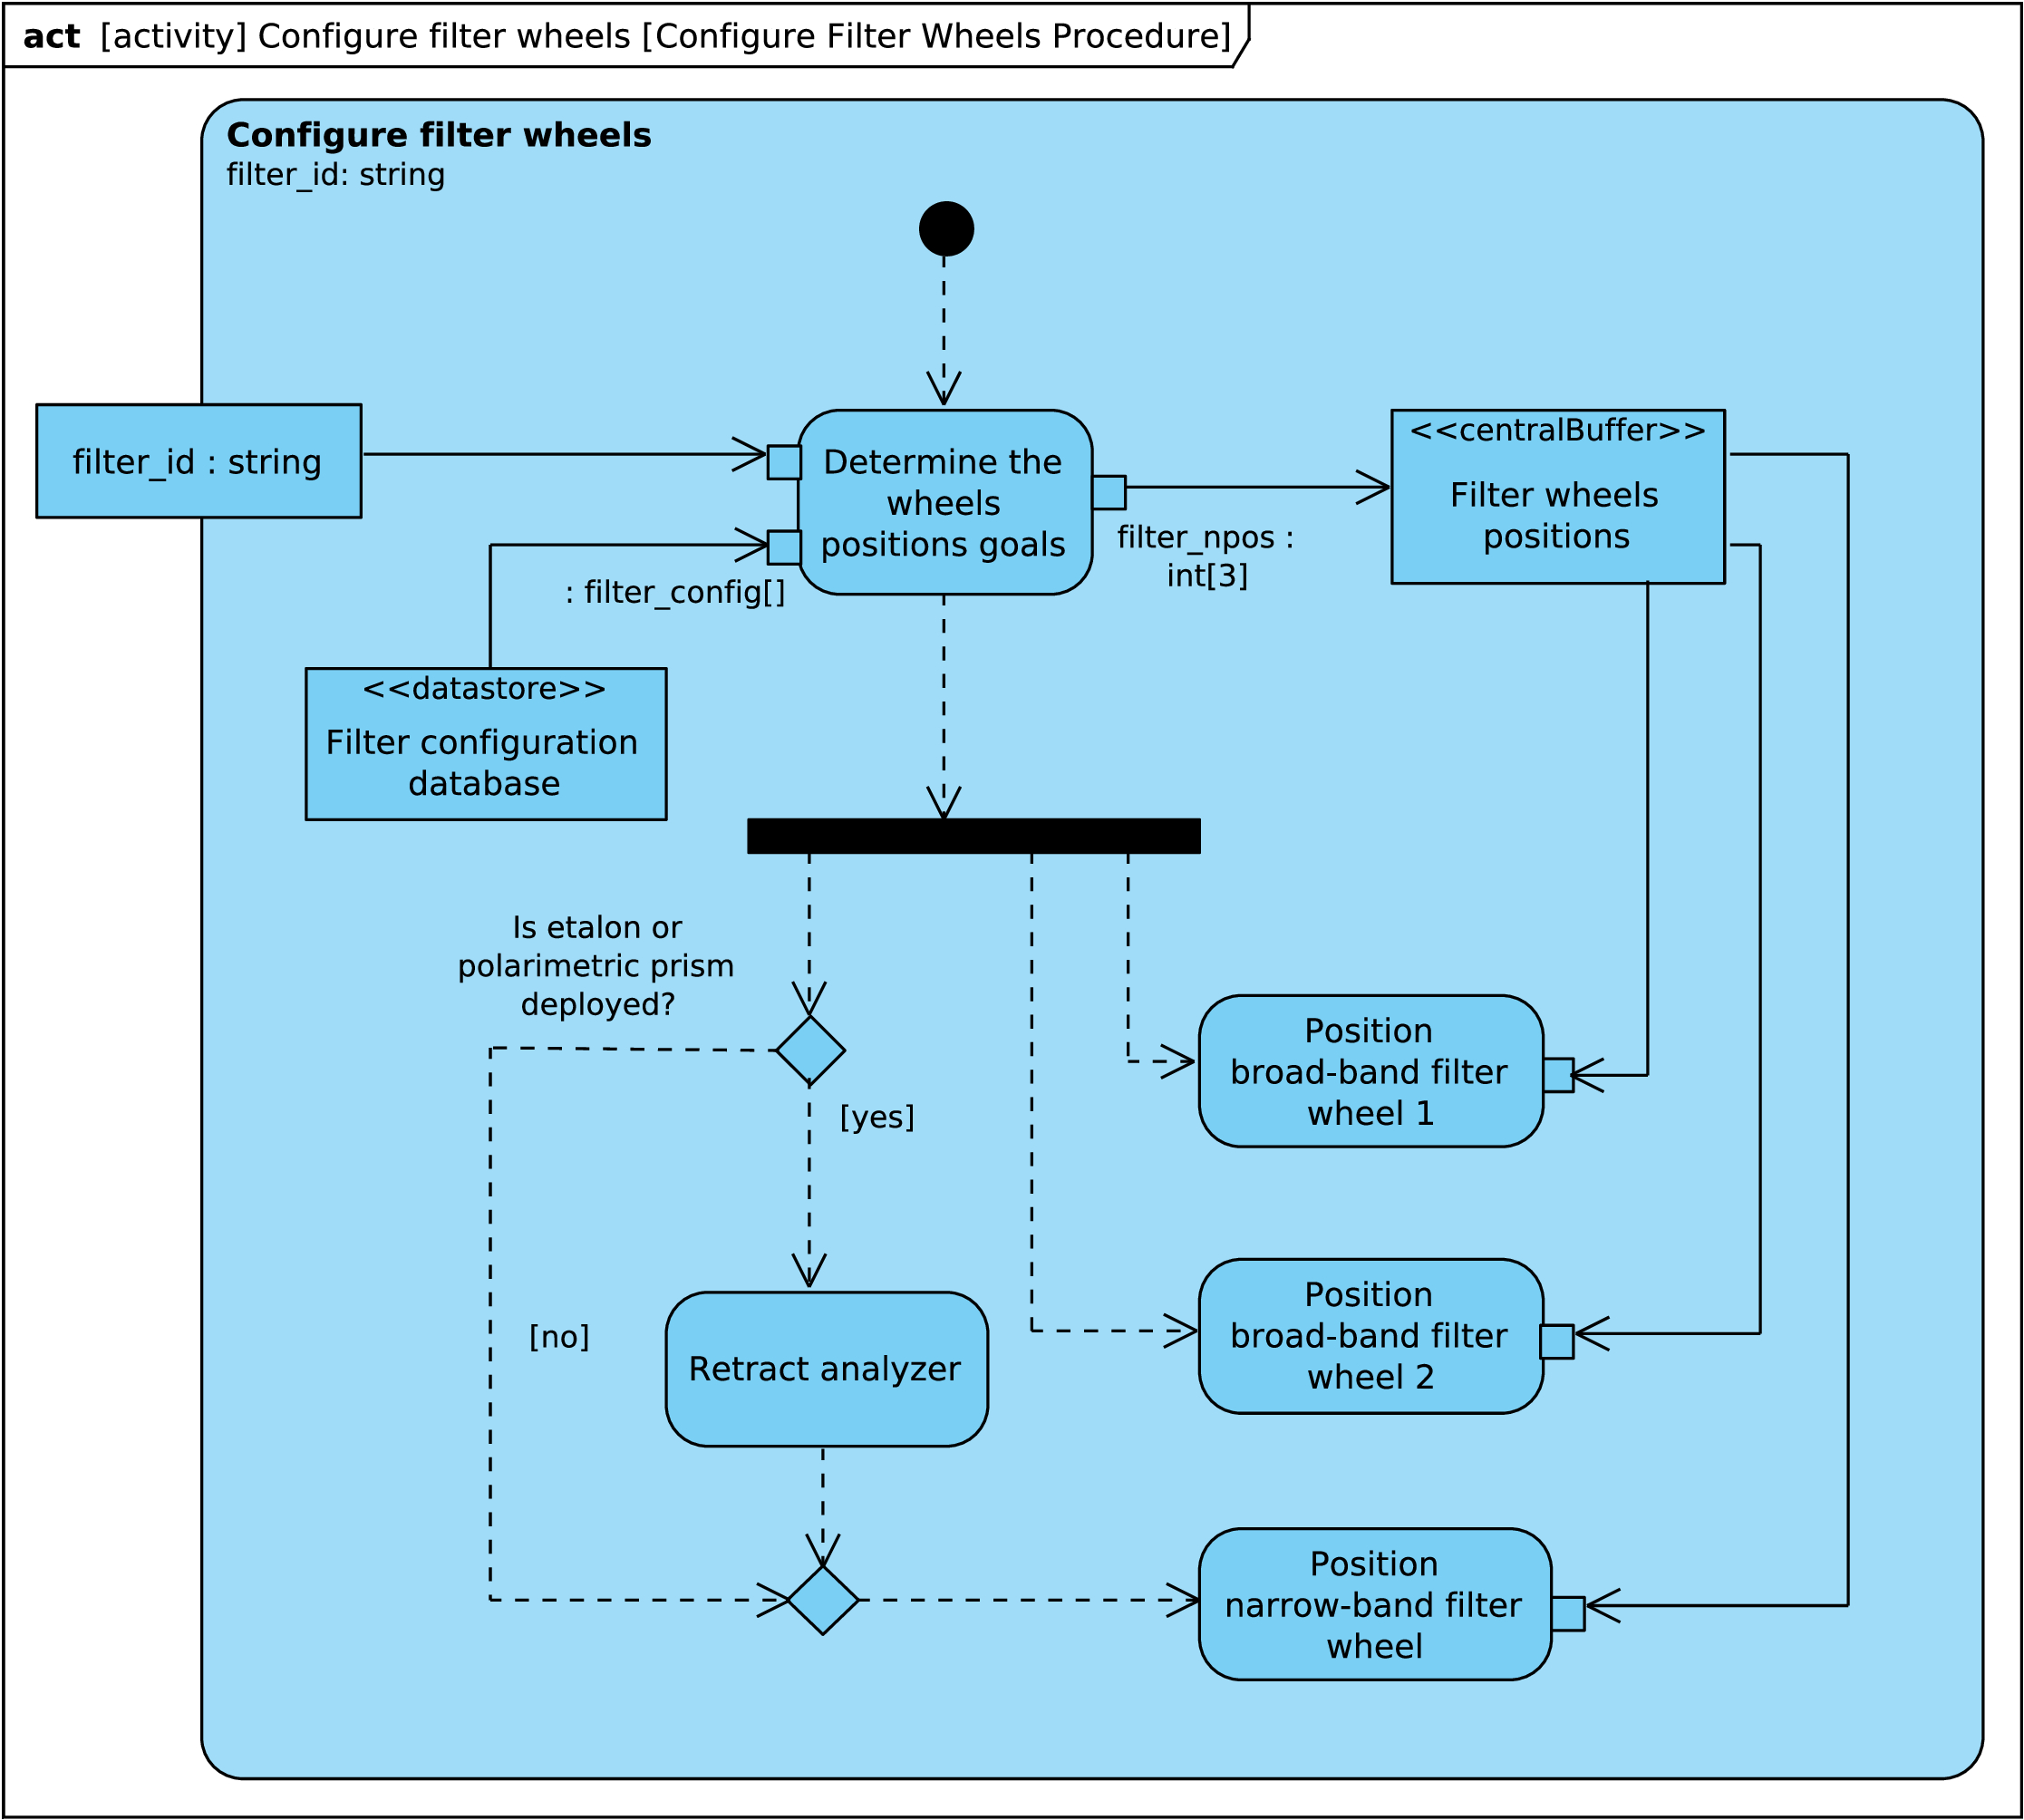 act [activity] Configure filter wheels [Configure Filter Wheels Procedure]
Configure filter wheels
filter_id: string
filter_id : string
Determine the
wheels
positions goals
<<centralBuffer>>
Filter wheels
positions
filter_npos :
int[3]
: filter_config[]
<<datastore>>
Filter configuration
database
Is etalon or
polarimetric prism
deployed?
[yes]
[no]
Position
broad-band filter
wheel 1
Position
broad-band filter
wheel 2
Retract analyzer
Position
narrow-band filter
wheel